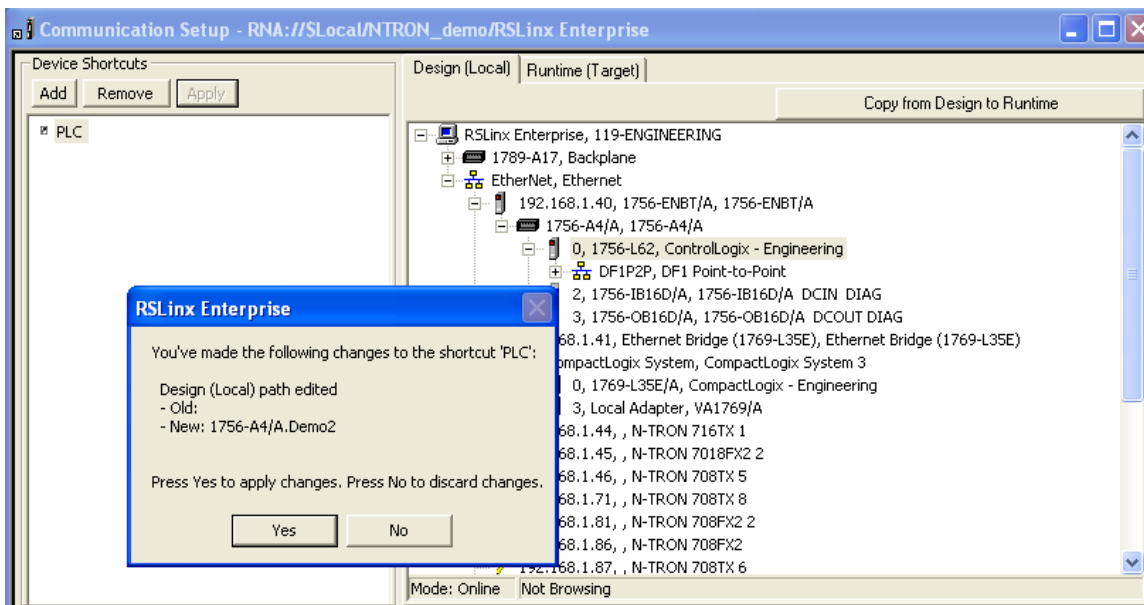 Communication Setup - RNA://$Local/NTRON_demo/RSLinx Enterprise
Device Shortcuts
Add Remove Apply
PLC
Design (Local) Runtime (Target)
Copy from Design to Runtime
RSLinx Enterprise, 119-ENGINEERING
1789-A17, Backplane
EtherNet, Ethernet
192.168.1.40, 1756-ENBT/A, 1756-ENBT/A
1756-A4/A, 1756-A4/A
0, 1756-L62, ControlLogix - Engineering
DF1P2P, DF1 Point-to-Point
2, 1756-IB16D/A, 1756-IB16D/A DCIN DIAG
3, 1756-OB16D/A, 1756-OB16D/A DCOUT DIAG
68.1.41, Ethernet Bridge (1769-L35E), Ethernet Bridge (1769-L35E)
ompactLogix System, CompactLogix System 3
0, 1769-L35E/A, CompactLogix - Engineering
3, Local Adapter, VA1769/A
68.1.44, , N-TRON 716TX 1
68.1.45, , N-TRON 7018FX2 2
68.1.46, , N-TRON 708TX 5
68.1.71, , N-TRON 708TX 8
68.1.81, , N-TRON 708FX2 2
68.1.86, , N-TRON 708FX2
192.168.1.87, , N-TRON 708TX 6
Mode: Online Not Browsing
RSLinx Enterprise
You've made the following changes to the shortcut 'PLC':
Design (Local) path edited
- Old:
- New: 1756-A4/A.Demo2
Press Yes to apply changes. Press No to discard changes.
Yes No